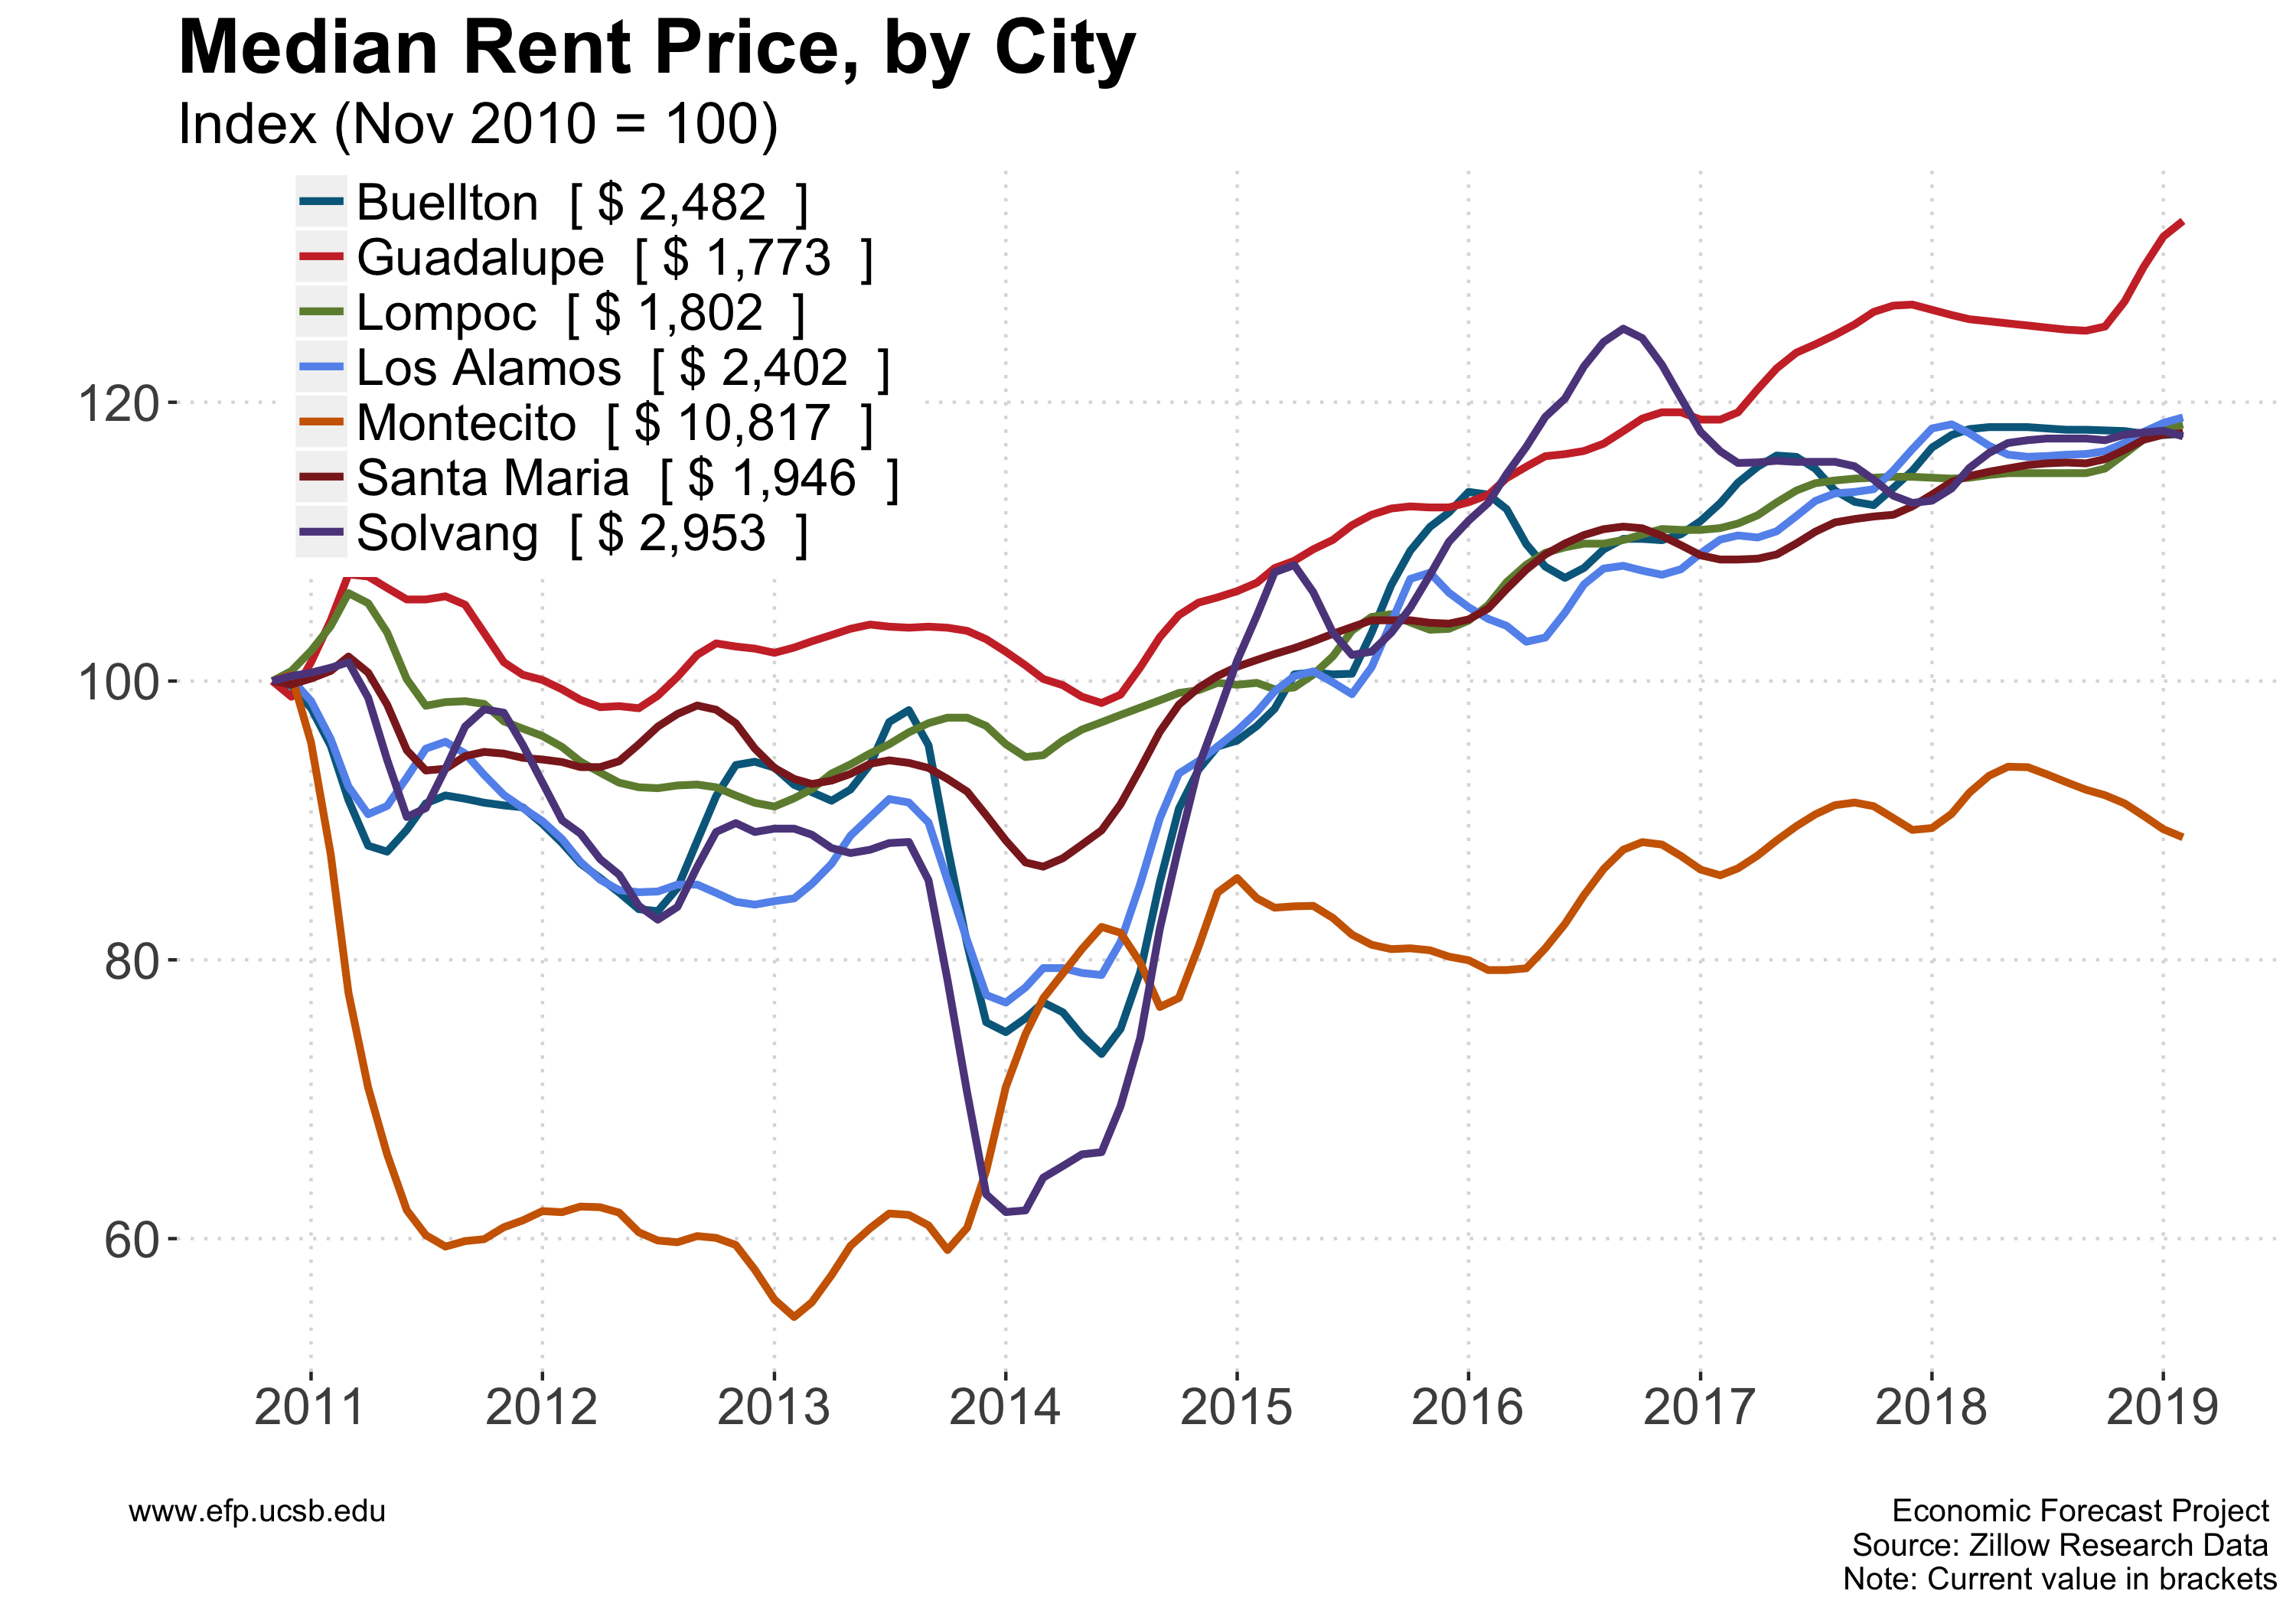 Median Rent Price, by City
Index (Nov 2010 = 100)
Buellton [ $ 2,482 ]
Guadalupe [ $ 1,773 ]
Lompoc [ $ 1,802 ]
Los Alamos [ $ 2,402 ]
Montecito [ $ 10,817 ]
Santa Maria [ $ 1,946 ]
Solvang [ $ 2,953 ]
120
100
80
60
2011 2012 2013 2014 2015 2016 2017 2018 2019
www.efp.ucsb.edu
Economic Forecast Project
Source: Zillow Research Data
Note: Current value in brackets